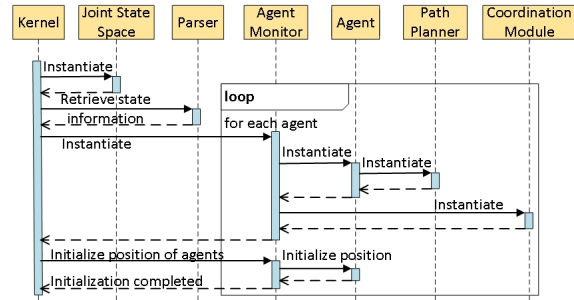 Kernel
Joint State
Space
Parser
Agent
Monitor
Agent
Path
Planner
Coordination
Module
Instantiate
Retrieve state
information
Instantiate
loop
for each agent
Instantiate
Instantiate
Instantiate
Initialize position of agents
Initialize position
Initialization completed